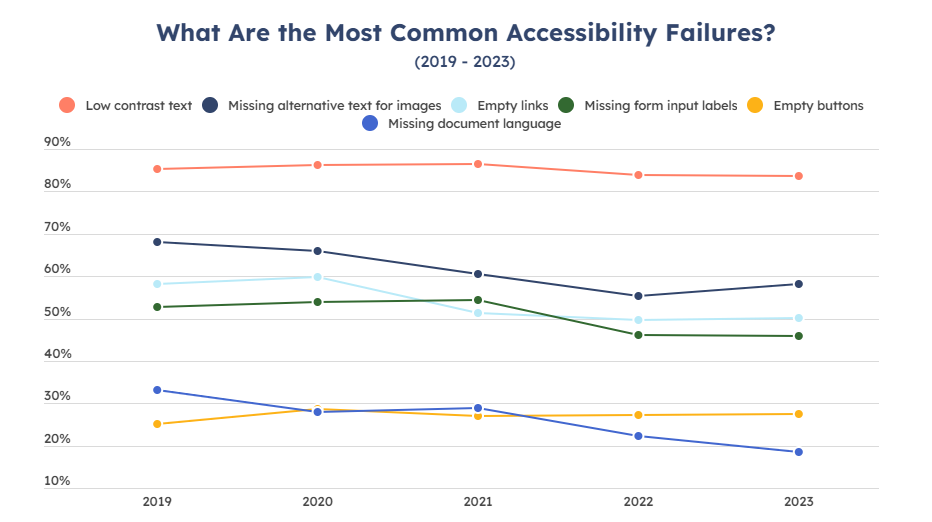 What Are the Most Common Accessibility Failures?
(2019 - 2023)
Low contrast text Missing alternative text for images Empty links Missing form input labels Empty buttons
Missing document language
90%
80%
70%
60%
50%
40%
30%
20%
10%
2019 2020 2021 2022 2023